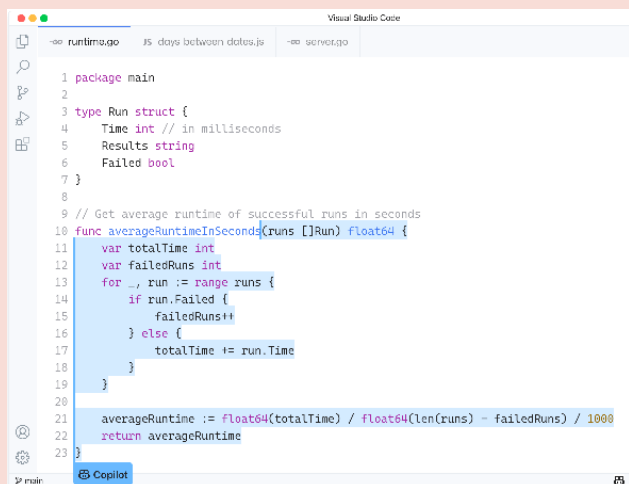 Visual Studio Code
-GO runtime.go JS days between dates.js -GO server.go
1 package main
2
3 type Run struct {
4     Time int // in milliseconds
5     Results string
6     Failed bool
7 }
8
9 // Get average runtime of successful runs in seconds
10 func averageRuntimeInSeconds(runs []Run) float64 {
11     var totalTime int
12     var failedRuns int
13     for _, run := range runs {
14         if run.Failed {
15             failedRuns++
16         } else {
17             totalTime += run.Time
18         }
19     }
20
21     averageRuntime := float64(totalTime) / float64(len(runs) - failedRuns) / 1000
22     return averageRuntime
23 }
Copilot
main